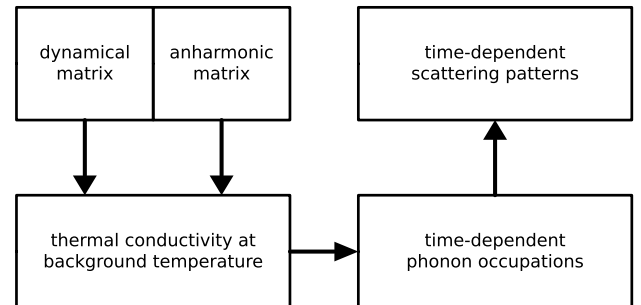 dynamical
matrix
anharmonic
matrix
time-dependent
scattering patterns
thermal conductivity at
background temperature
time-dependent
phonon occupations